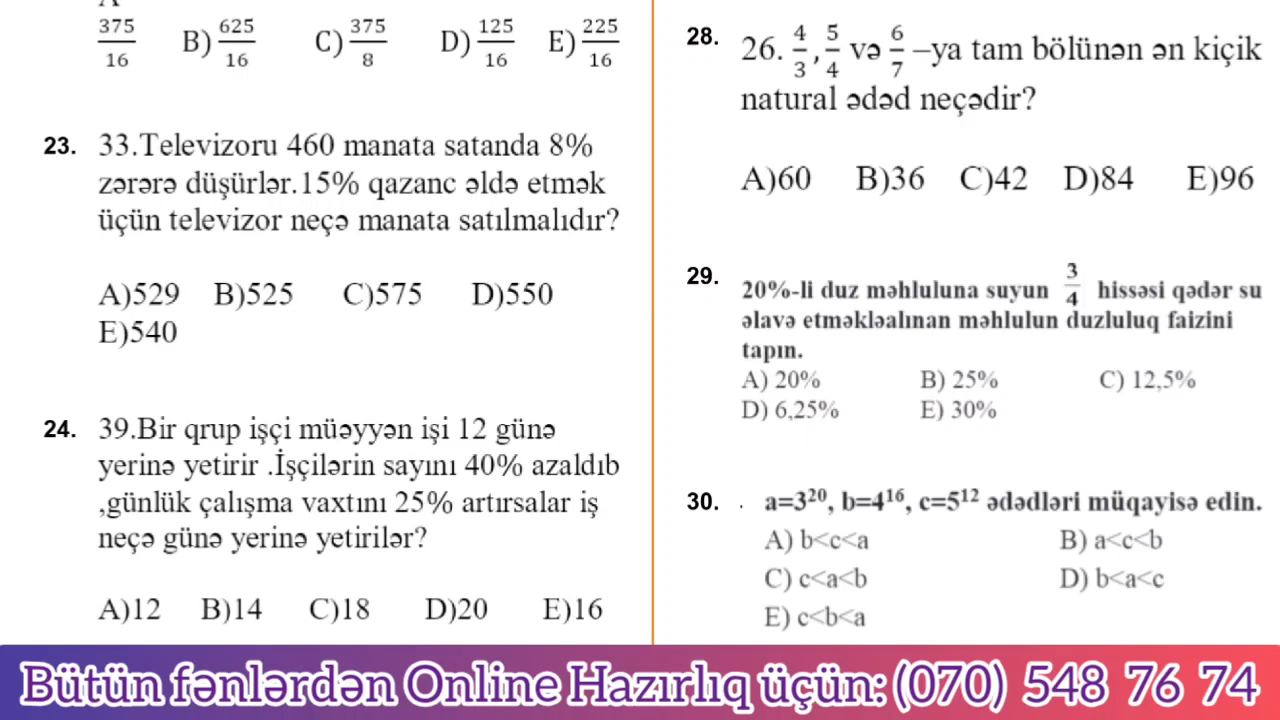 375/16 B) 625/16 C) 375/8 D) 125/16 E) 225/16
23. 33.Televizoru 460 manata satanda 8%
zərərə düşürlər.15% qazanc əldə etmək
üçün televizor neçə manata satılmalıdır?
A)529 B)525 C)575 D)550
E)540
24. 39.Bir qrup işçi müəyyən işi 12 günə
yerinə yetirir .İşçilərin sayını 40% azaldıb
,günlük çalışma vaxtını 25% artırsalar iş
neçə günə yerinə yetirilər?
A)12 B)14 C)18 D)20 E)16
28. 26. 4/3, 5/4 və 6/7 –ya tam bölünən ən kiçik
natural ədəd neçədir?
A)60 B)36 C)42 D)84 E)96
29. 20%-li duz məhluluna suyun 3/4 hissəsi qədər su
əlavə etməkləalınan məhlulun duzluluq faizini
tapın.
A) 20% B) 25% C) 12,5%
D) 6,25% E) 30%
30. . a=3²⁰, b=4¹⁶, c=5¹² ədədləri müqayisə edin.
A) b<c<a B) a<c<b
C) c<a<b D) b<a<c
E) c<b<a
Bütün fənlərdən Online Hazırlıq üçün: (070) 548 76 74